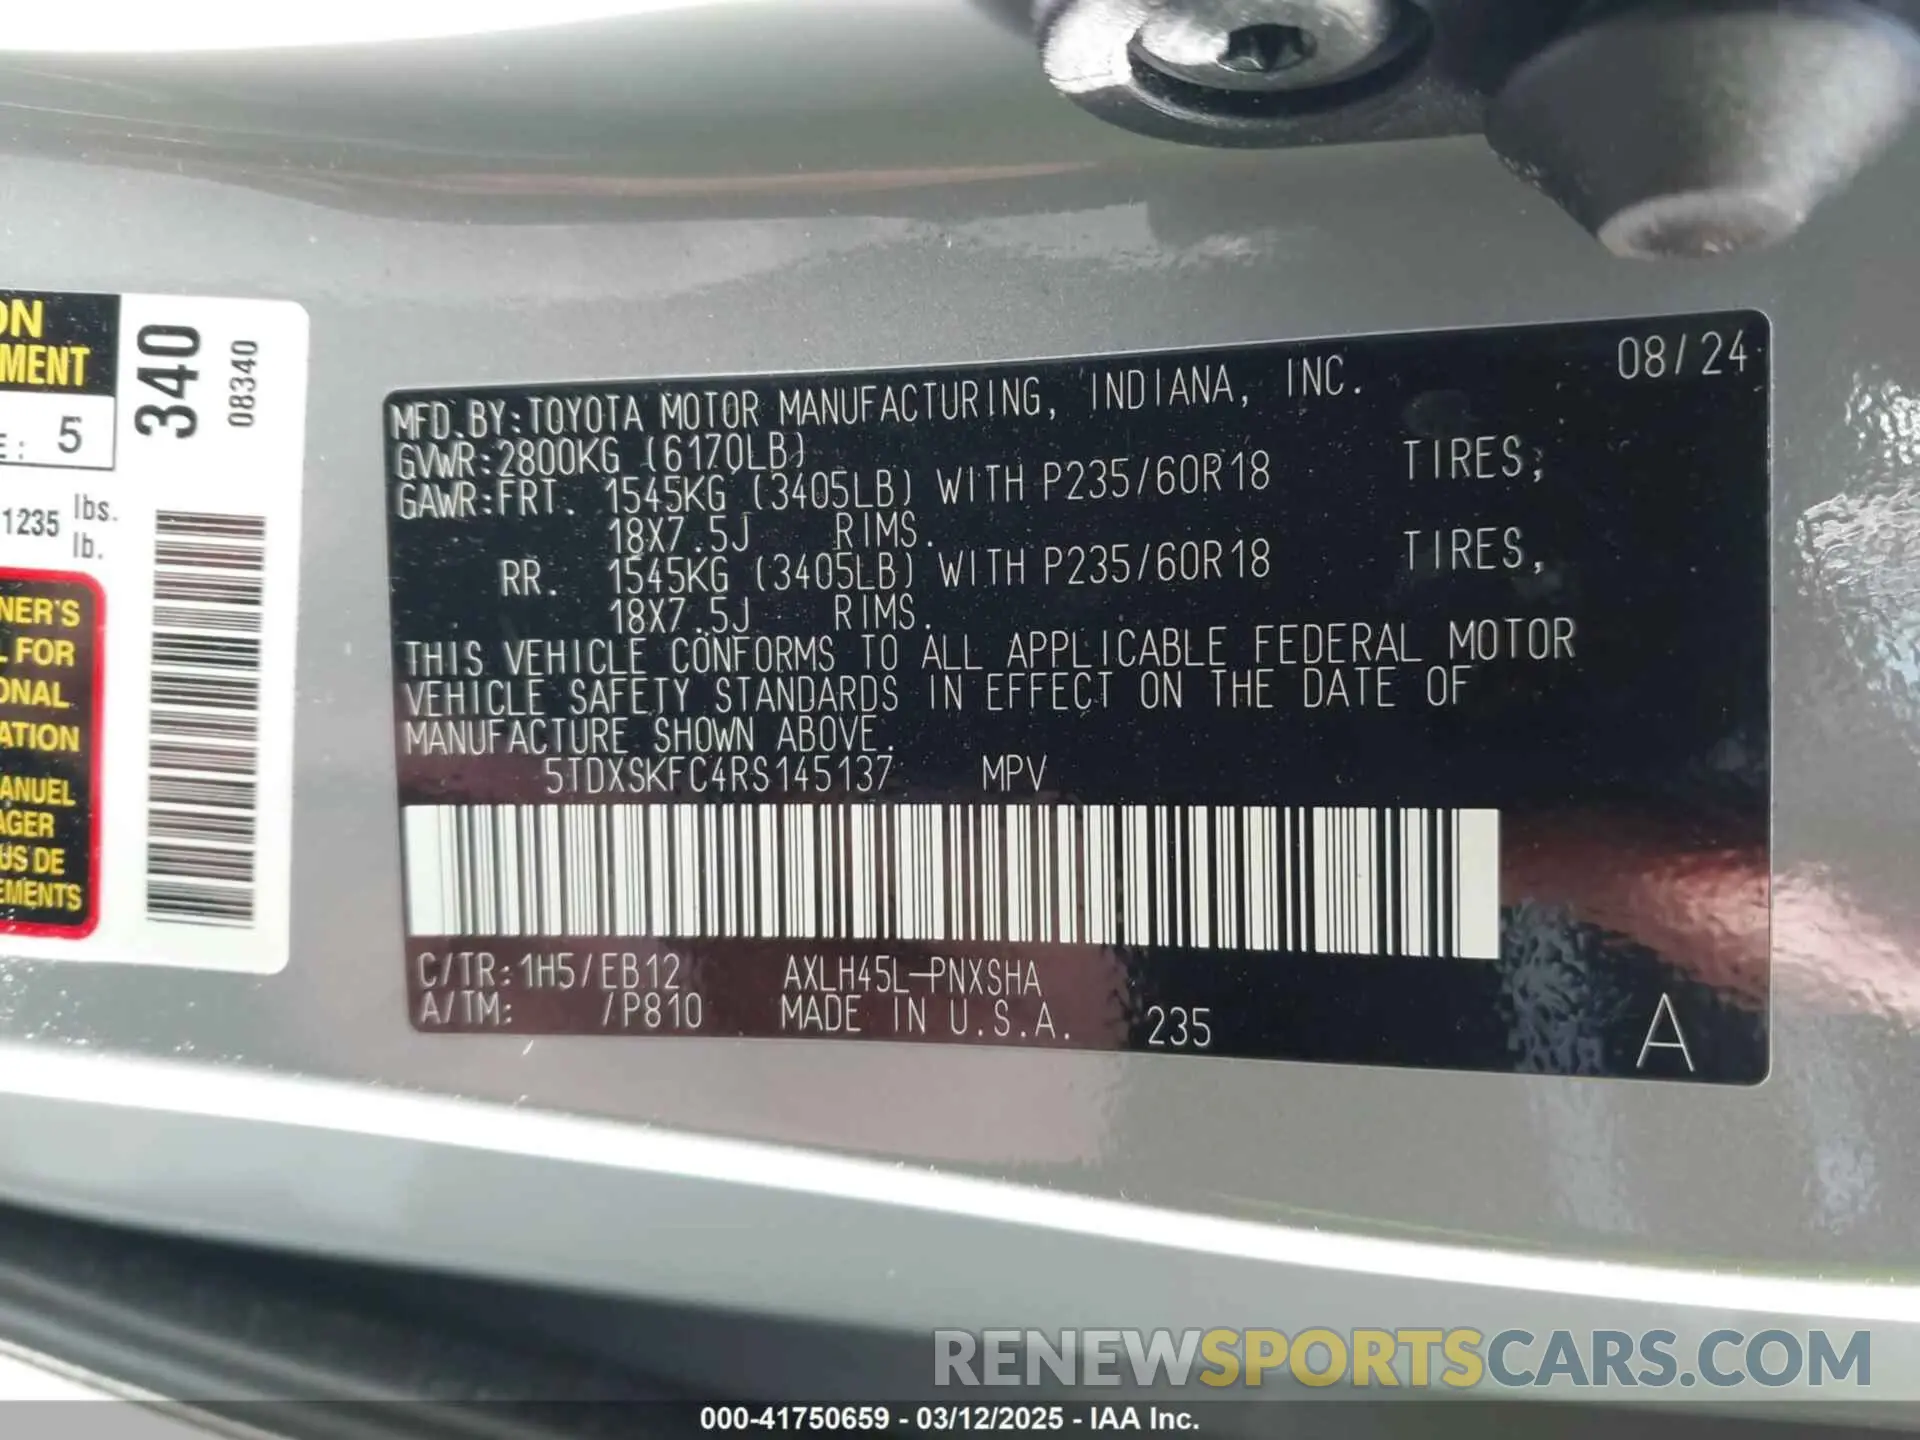 ON
MENT
E: 5
340
08340
1235 lbs.
lb.
NER'S
L FOR
ONAL
ATION
ANUEL
AGER
US DE
EMENTS
08/24
MFD.BY:TOYOTA MOTOR MANUFACTURING, INDIANA, INC.
GVWR:2800KG (6170LB)
GAWR:FRT. 1545KG (3405LB) WITH P235/60R18 TIRES;
18X7.5J RIMS.
RR. 1545KG (3405LB) WITH P235/60R18 TIRES,
18X7.5J RIMS.
THIS VEHICLE CONFORMS TO ALL APPLICABLE FEDERAL MOTOR
VEHICLE SAFETY STANDARDS IN EFFECT ON THE DATE OF
MANUFACTURE SHOWN ABOVE.
5TDXSKFC4RS145137 MPV
C/TR:1H5/EB12 AXLH45L-PNXSHA
A/TM: /P810 MADE IN U.S.A. 235 A
RENEWSPORTSCARS.COM
000-41750659 - 03/12/2025 - IAA Inc.